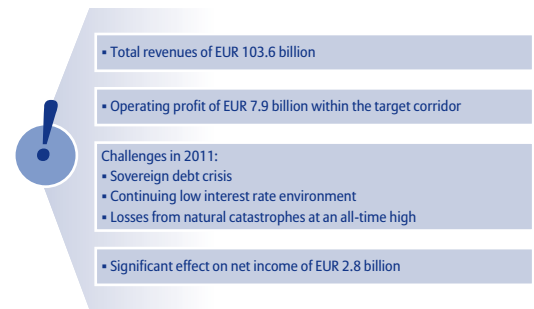 ▪ Total revenues of EUR 103.6 billion
▪ Operating profit of EUR 7.9 billion within the target corridor
Challenges in 2011:
▪ Sovereign debt crisis
▪ Continuing low interest rate environment
▪ Losses from natural catastrophes at an all-time high
▪ Significant effect on net income of EUR 2.8 billion
!